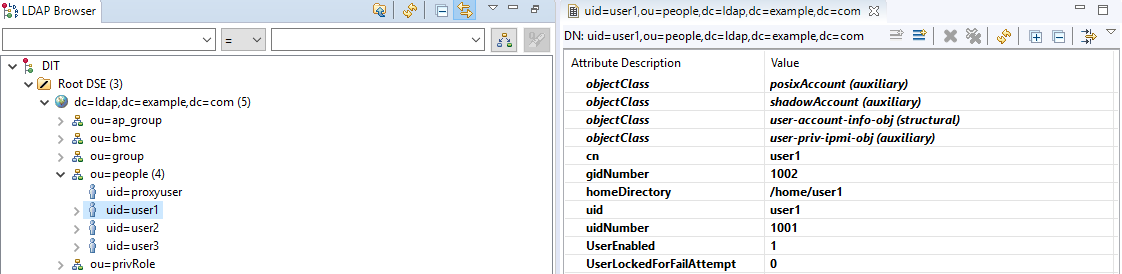 LDAP Browser
=
DIT
Root DSE (3)
dc=ldap,dc=example,dc=com (5)
ou=ap_group
ou=bmc
ou=group
ou=people (4)
uid=proxyuser
uid=user1
uid=user2
uid=user3
ou=privRole
uid=user1,ou=people,dc=ldap,dc=example,dc=com
DN: uid=user1,ou=people,dc=ldap,dc=example,dc=com
Attribute Description Value
objectClass posixAccount (auxiliary)
objectClass shadowAccount (auxiliary)
objectClass user-account-info-obj (structural)
objectClass user-priv-ipmi-obj (auxiliary)
cn user1
gidNumber 1002
homeDirectory /home/user1
uid user1
uidNumber 1001
UserEnabled 1
UserLockedForFailAttempt 0